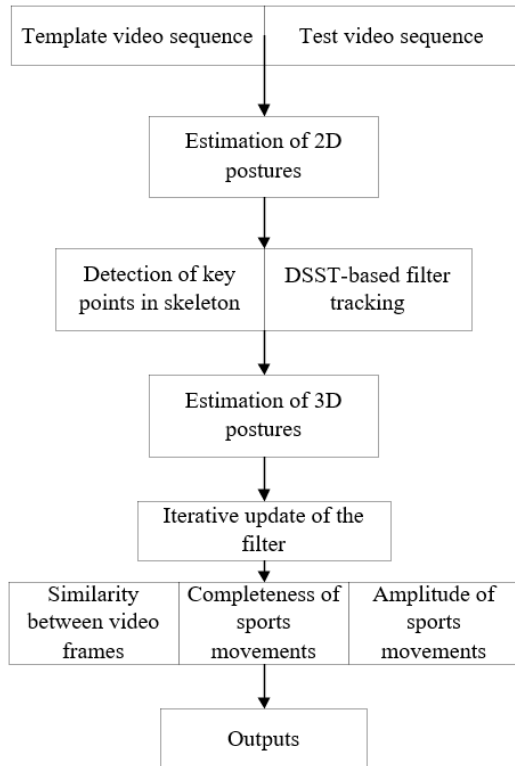 Template video sequence
Test video sequence
Estimation of 2D
postures
Detection of key
points in skeleton
DSST-based filter
tracking
Estimation of 3D
postures
Iterative update of the
filter
Similarity
between video
frames
Completeness of
sports
movements
Amplitude of
sports
movements
Outputs